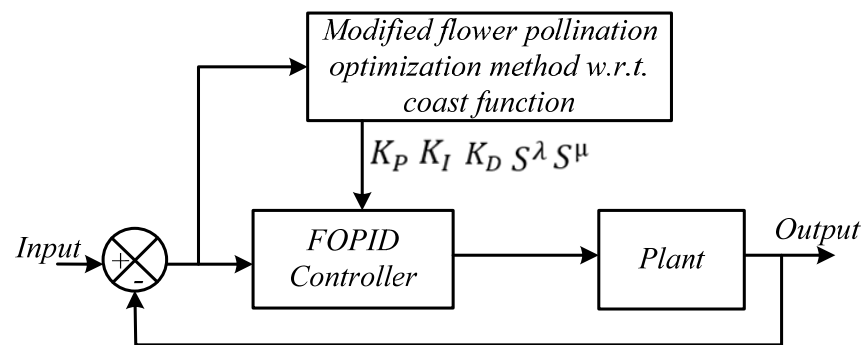 Modified flower pollination
optimization method w.r.t.
coast function
K_P K_I K_D S^λ S^μ
Input
+
-
FOPID
Controller
Plant
Output